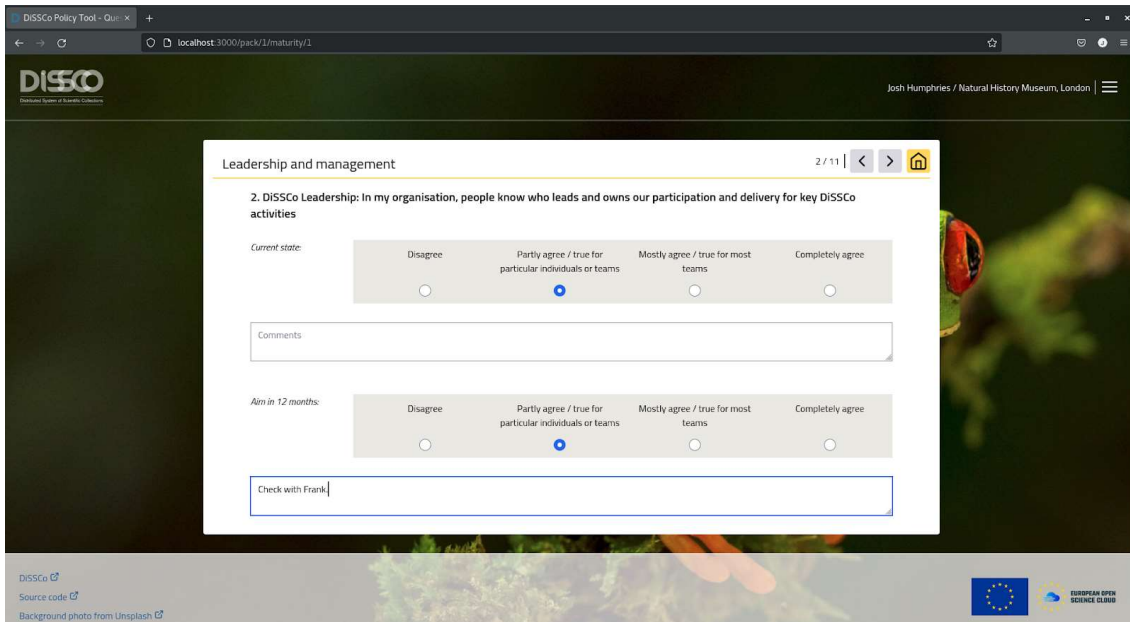 DiSSCo Policy Tool - Que
localhost:3000/pack/1/maturity/1
DISSCO
Distributed System of Scientific Collections
Josh Humphries / Natural History Museum, London
Leadership and management
2 / 11
2. DiSSCo Leadership: In my organisation, people know who leads and owns our participation and delivery for key DiSSCo
activities
Current state:
Disagree
Partly agree / true for
particular individuals or teams
Mostly agree / true for most
teams
Completely agree
Comments
Aim in 12 months:
Disagree
Partly agree / true for
particular individuals or teams
Mostly agree / true for most
teams
Completely agree
Check with Frank.
DiSSCo
Source code
Background photo from Unsplash
EUROPEAN OPEN
SCIENCE CLOUD